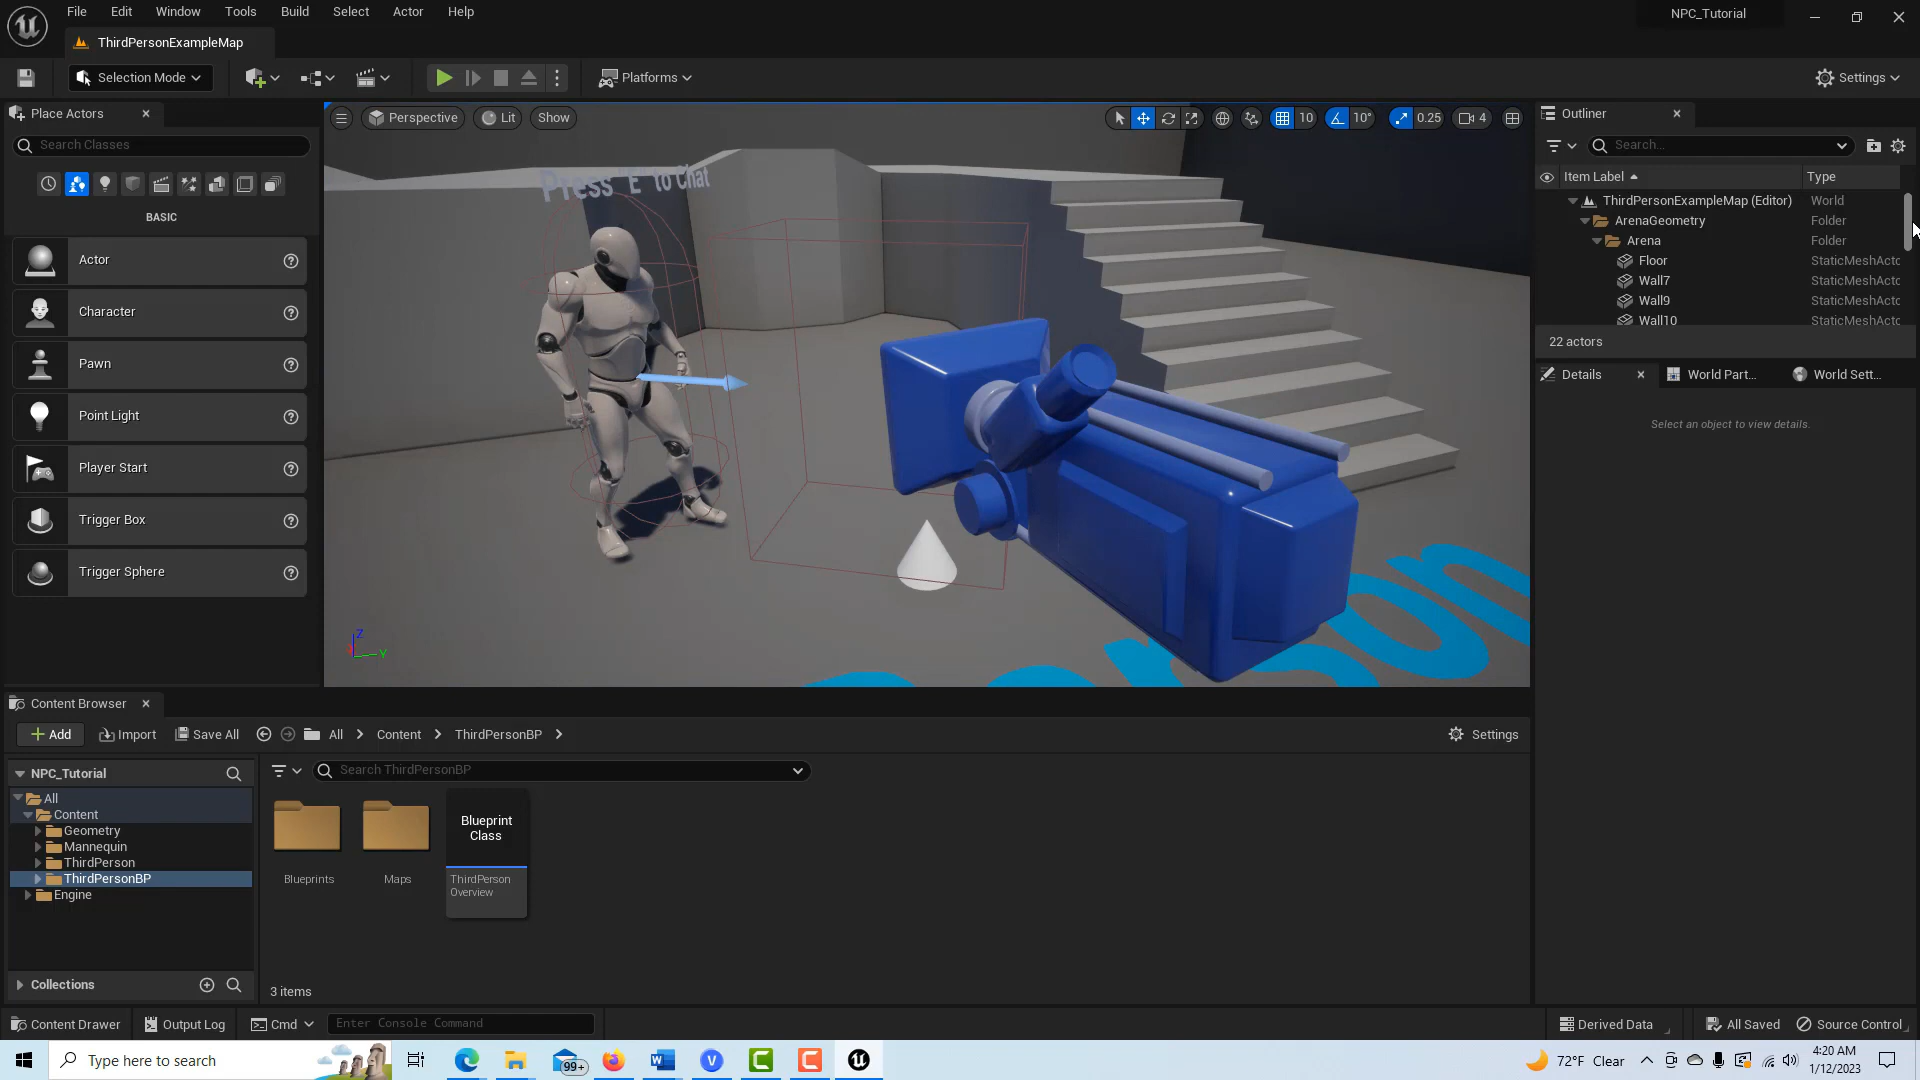 File Edit Window Tools Build Select Actor Help
NPC_Tutorial
ThirdPersonExampleMap
Selection Mode
Platforms
Settings
Place Actors
Search Classes
BASIC
Actor
Character
Pawn
Point Light
Player Start
Trigger Box
Trigger Sphere
Perspective
Lit
Show
10
10°
0.25
4
Press "E" to Chat
Z
Y
Outliner
Search...
Item Label
Type
ThirdPersonExampleMap (Editor) World
ArenaGeometry Folder
Arena Folder
Floor StaticMeshActo
Wall7 StaticMeshActo
Wall9 StaticMeshActo
Wall10 StaticMeshActo
22 actors
Details
World Part...
World Sett...
Select an object to view details.
Content Browser
Add
Import
Save All
All
Content
ThirdPersonBP
Settings
NPC_Tutorial
All
Content
Geometry
Mannequin
ThirdPerson
ThirdPersonBP
Engine
Collections
Search ThirdPersonBP
Blueprints
Maps
Blueprint
Class
ThirdPerson
Overview
3 items
Content Drawer
Output Log
Cmd
Enter Console Command
Derived Data
All Saved
Source Control
Type here to search
99+
72°F Clear
4:20 AM
1/12/2023